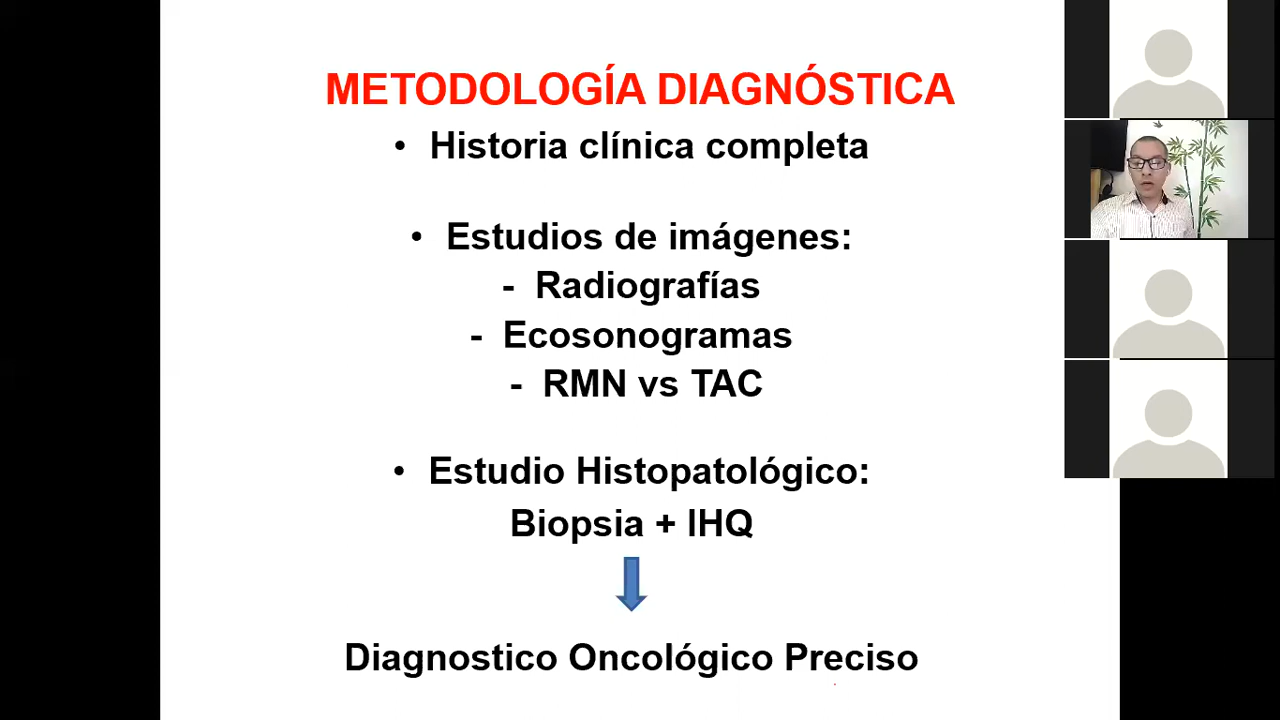 METODOLOGÍA DIAGNÓSTICA
• Historia clínica completa
• Estudios de imágenes:
- Radiografías
- Ecosonogramas
- RMN vs TAC
• Estudio Histopatológico:
Biopsia + IHQ
Diagnostico Oncológico Preciso